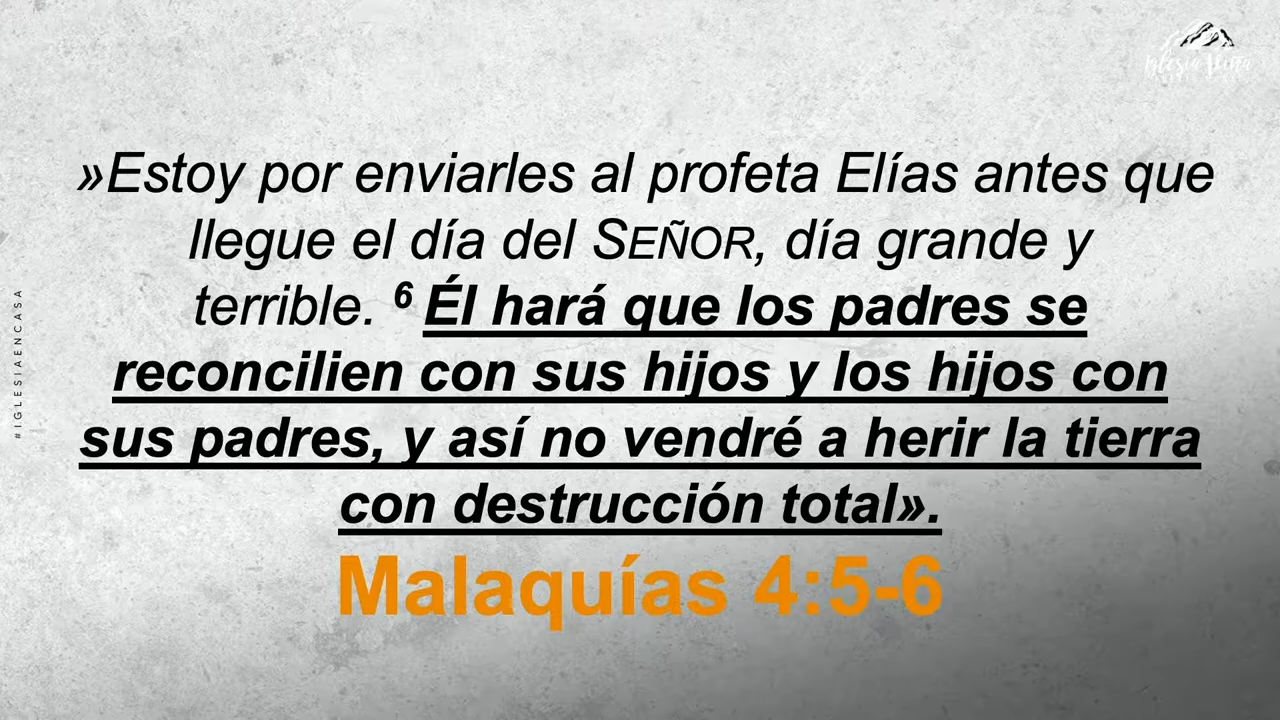 »Estoy por enviarles al profeta Elías antes que
llegue el día del SEÑOR, día grande y
terrible. 6 Él hará que los padres se
reconcilien con sus hijos y los hijos con
sus padres, y así no vendré a herir la tierra
con destrucción total».
Malaquías 4:5-6
#IGLESIAENCASA
Iglesia Viña